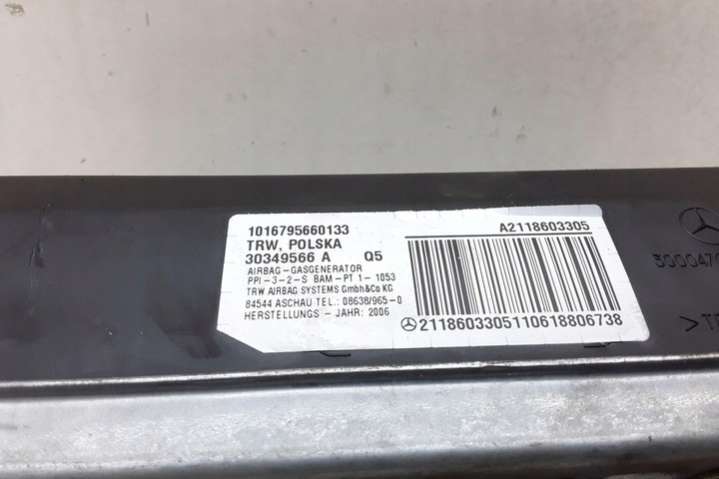 1016795660133
TRW, POLSKA
30349566 A Q5
AIRBAG-GASGENERATOR
PPI-3-2-S BAM-PT 1-1053
TRW AIRBAG SYSTEMS GmbH&Co KG
84544 ASCHAU TEL.: 08638/965-0
HERSTELLUNGS - JAHR: 2006
A2118603305
2118603305110618806738